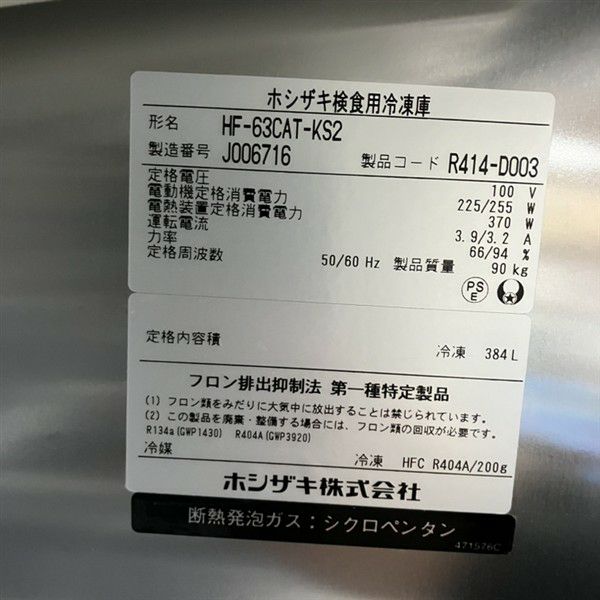 ホシザキ検食用冷凍庫
形名 HF-63CAT-KS2
製造番号 J006716 製品コード R414-D003
定格電圧 100 V
電動機定格消費電力 225/255 W
電熱装置定格消費電力 370 W
運転電流 3.9/3.2 A
力率 66/94 %
定格周波数 50/60 Hz 製品質量 90 kg
PS
E
定格内容積 冷凍 384 L
フロン排出抑制法 第一種特定製品
(1) フロン類をみだりに大気中に放出することは禁じられています。
(2) この製品を廃棄・整備する場合には、フロン類の回収が必要です。
R134a(GWP1430) R404A(GWP3920)
冷媒 冷凍 HFC R404A/200g
ホシザキ株式会社
断熱発泡ガス:シクロペンタン
471576C